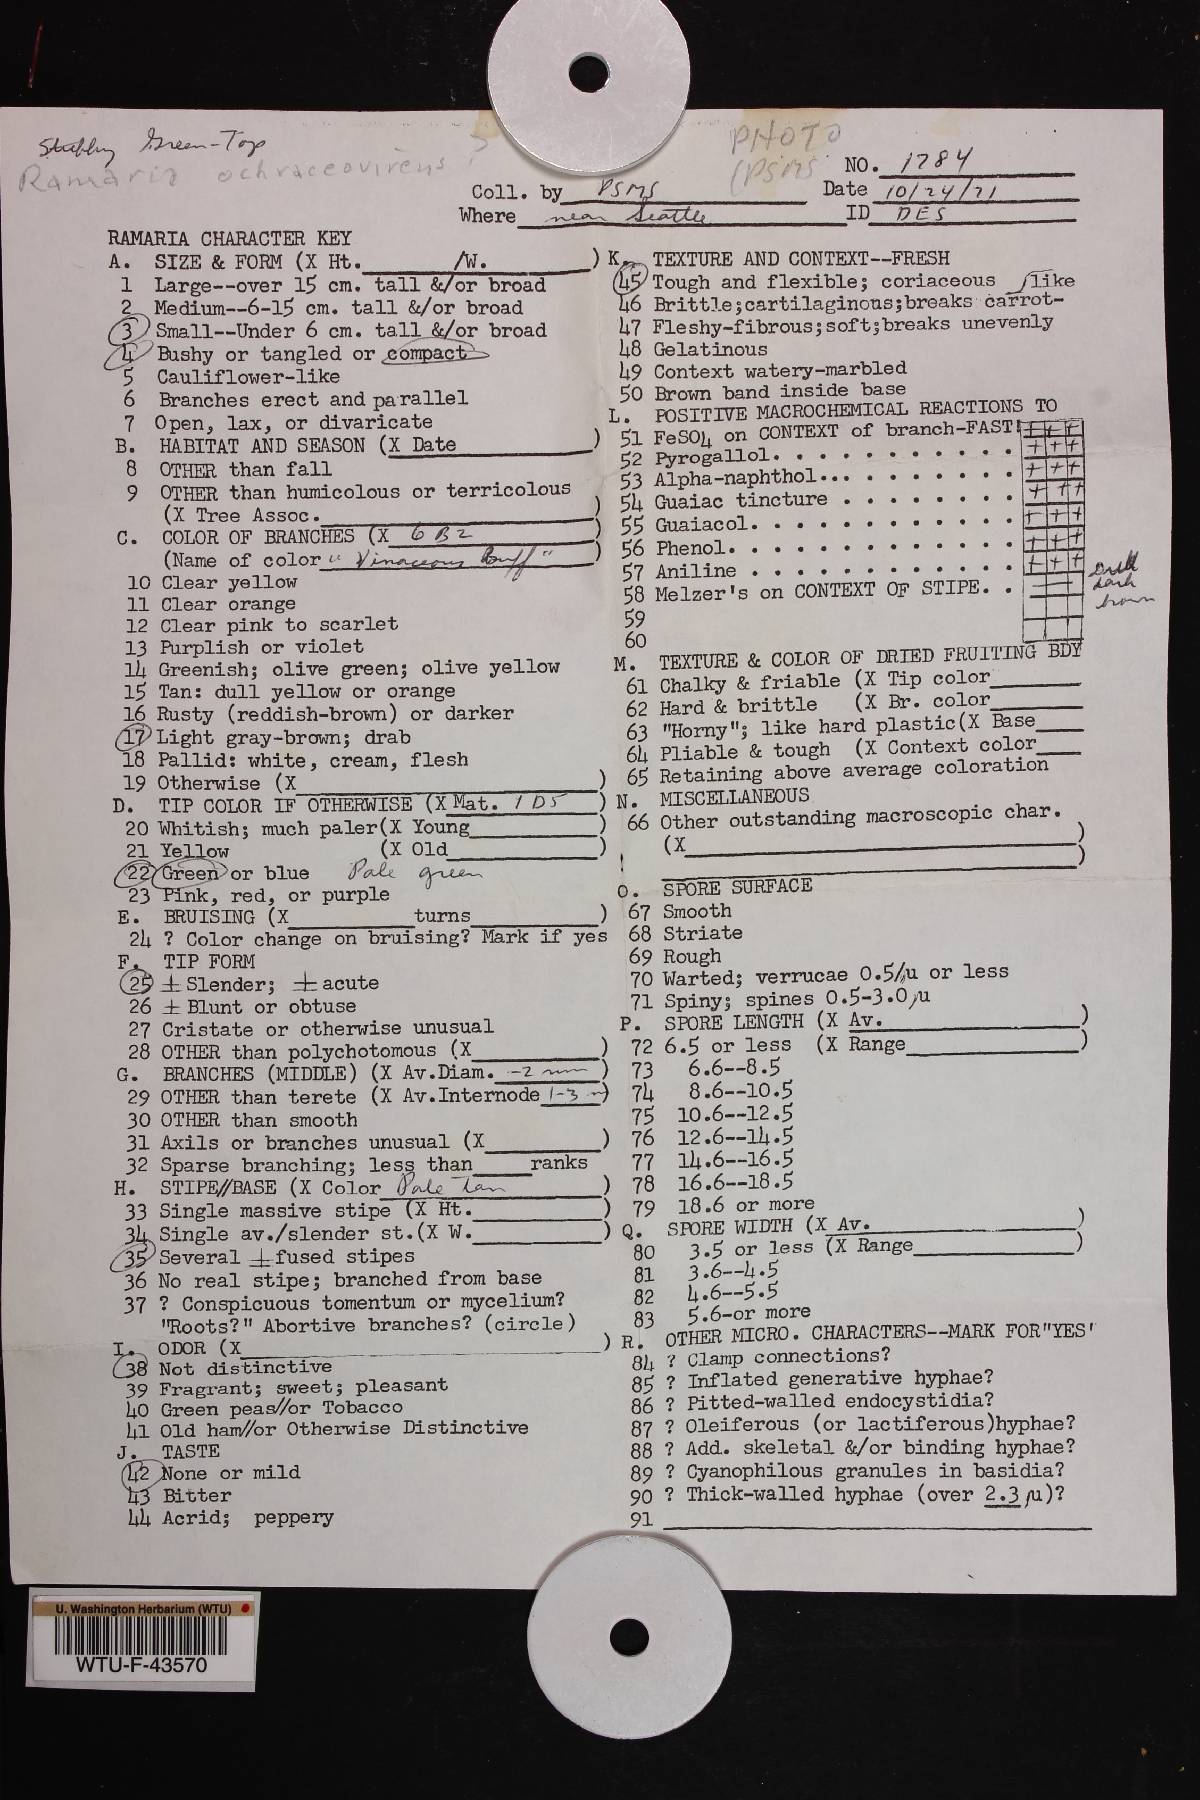 Stubby Green-Top
Ramaria ochraceovirens ?
PHOTO
(PSMS
NO. 1784
Coll. by PSMS Date 10/24/71
Where near Seattle ID DES
RAMARIA CHARACTER KEY
A. SIZE & FORM (X Ht. /W. )
1 Large--over 15 cm. tall &/or broad
2 Medium--6-15 cm. tall &/or broad
3 Small--Under 6 cm. tall &/or broad
4 Bushy or tangled or compact
5 Cauliflower-like
6 Branches erect and parallel
7 Open, lax, or divaricate
B. HABITAT AND SEASON (X Date )
8 OTHER than fall
9 OTHER than humicolous or terricolous
(X Tree Assoc. )
C. COLOR OF BRANCHES (X 6 B 2 )
(Name of color "Vinaceous Buff" )
10 Clear yellow
11 Clear orange
12 Clear pink to scarlet
13 Purplish or violet
14 Greenish; olive green; olive yellow
15 Tan: dull yellow or orange
16 Rusty (reddish-brown) or darker
17 Light gray-brown; drab
18 Pallid: white, cream, flesh
19 Otherwise (X )
D. TIP COLOR IF OTHERWISE (X Mat. 1 D5 )
20 Whitish; much paler(X Young )
21 Yellow (X Old )
22 Green or blue Pale green
23 Pink, red, or purple
E. BRUISING (X turns )
24 ? Color change on bruising? Mark if yes
F. TIP FORM
25 ± Slender; ± acute
26 ± Blunt or obtuse
27 Cristate or otherwise unusual
28 OTHER than polychotomous (X )
G. BRANCHES (MIDDLE) (X Av.Diam. -2 mm )
29 OTHER than terete (X Av.Internode 1-3 m)
30 OTHER than smooth
31 Axils or branches unusual (X )
32 Sparse branching; less than ranks
H. STIPE//BASE (X Color Pale Tan )
33 Single massive stipe (X Ht. )
34 Single av./slender st.(X W. )
35 Several ± fused stipes
36 No real stipe; branched from base
37 ? Conspicuous tomentum or mycelium?
"Roots?" Abortive branches? (circle)
I. ODOR (X )
38 Not distinctive
39 Fragrant; sweet; pleasant
40 Green peas//or Tobacco
41 Old ham//or Otherwise Distinctive
J. TASTE
42 None or mild
43 Bitter
44 Acrid; peppery
K. TEXTURE AND CONTEXT--FRESH
45 Tough and flexible; coriaceous like
46 Brittle;cartilaginous;breaks carrot-
47 Fleshy-fibrous;soft;breaks unevenly
48 Gelatinous
49 Context watery-marbled
50 Brown band inside base
L. POSITIVE MACROCHEMICAL REACTIONS TO
51 FeSO4 on CONTEXT of branch-FAST! +++
52 Pyrogallol. . . . . . . . . . . . +++
53 Alpha-naphthol... . . . . . . . . +++
54 Guaiac tincture . . . . . . . . +++
55 Guaiacol. . . . . . . . . . . . . +++
56 Phenol. . . . . . . . . . . . . . +++
57 Aniline . . . . . . . . . . . . . +++
58 Melzer's on CONTEXT OF STIPE. . —
dark
brown
59
60
M. TEXTURE & COLOR OF DRIED FRUITING BDY
61 Chalky & friable (X Tip color
62 Hard & brittle (X Br. color
63 "Horny"; like hard plastic(X Base
64 Pliable & tough (X Context color
65 Retaining above average coloration
N. MISCELLANEOUS
66 Other outstanding macroscopic char.
(X )
)
O. SPORE SURFACE
67 Smooth
68 Striate
69 Rough
70 Warted; verrucae 0.5/u or less
71 Spiny; spines 0.5-3.0/u
P. SPORE LENGTH (X Av. )
72 6.5 or less (X Range )
73 6.6--8.5
74 8.6--10.5
75 10.6--12.5
76 12.6--14.5
77 14.6--16.5
78 16.6--18.5
79 18.6 or more
Q. SPORE WIDTH (X Av. )
80 3.5 or less (X Range )
81 3.6--4.5
82 4.6--5.5
83 5.6-or more
R. OTHER MICRO. CHARACTERS--MARK FOR"YES'
84 ? Clamp connections?
85 ? Inflated generative hyphae?
86 ? Pitted-walled endocystidia?
87 ? Oleiferous (or lactiferous)hyphae?
88 ? Add. skeletal &/or binding hyphae?
89 ? Cyanophilous granules in basidia?
90 ? Thick-walled hyphae (over 2.3 /u)?
91
U. Washington Herbarium (WTU)
WTU-F-43570